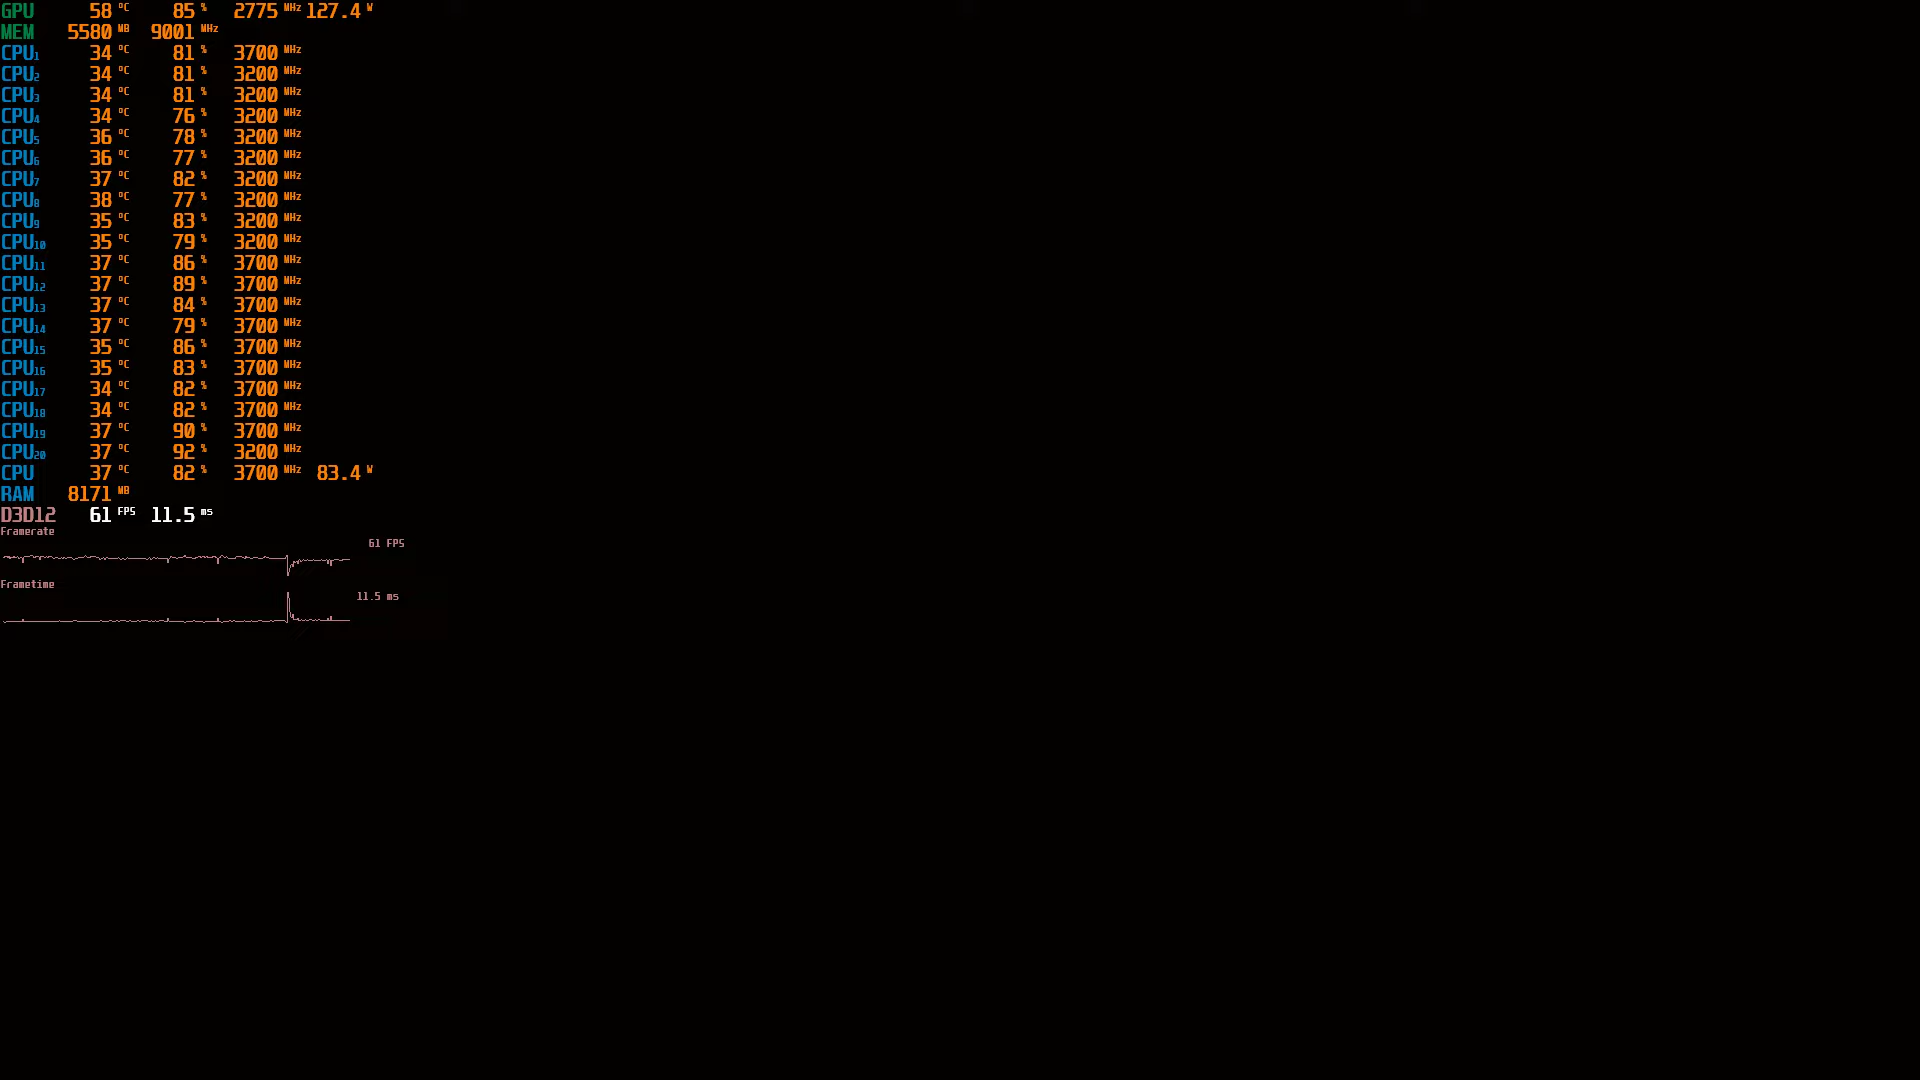 GPU 58 °C 85 % 2775 MHz 127.4 W
MEM 5580 MB 9001 MHz
CPU1 34 °C 81 % 3700 MHz
CPU2 34 °C 81 % 3200 MHz
CPU3 34 °C 81 % 3200 MHz
CPU4 34 °C 76 % 3200 MHz
CPU5 36 °C 78 % 3200 MHz
CPU6 36 °C 77 % 3200 MHz
CPU7 37 °C 82 % 3200 MHz
CPU8 38 °C 77 % 3200 MHz
CPU9 35 °C 83 % 3200 MHz
CPU10 35 °C 79 % 3200 MHz
CPU11 37 °C 86 % 3700 MHz
CPU12 37 °C 89 % 3700 MHz
CPU13 37 °C 84 % 3700 MHz
CPU14 37 °C 79 % 3700 MHz
CPU15 35 °C 86 % 3700 MHz
CPU16 35 °C 83 % 3700 MHz
CPU17 34 °C 82 % 3700 MHz
CPU18 34 °C 82 % 3700 MHz
CPU19 37 °C 90 % 3700 MHz
CPU20 37 °C 92 % 3200 MHz
CPU 37 °C 82 % 3700 MHz 83.4 W
RAM 8171 MB
D3D12 61 FPS 11.5 ms
Framerate
61 FPS
Frametime
11.5 ms